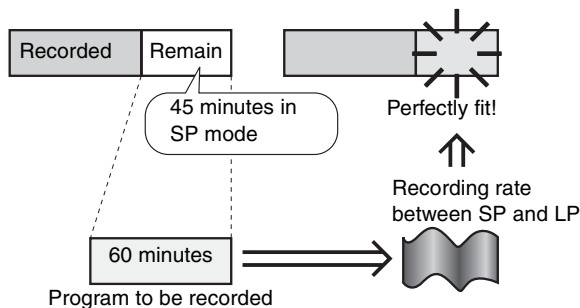 Recorded
Remain
45 minutes in
SP mode
Perfectly fit!
Recording rate
between SP and LP
60 minutes
Program to be recorded